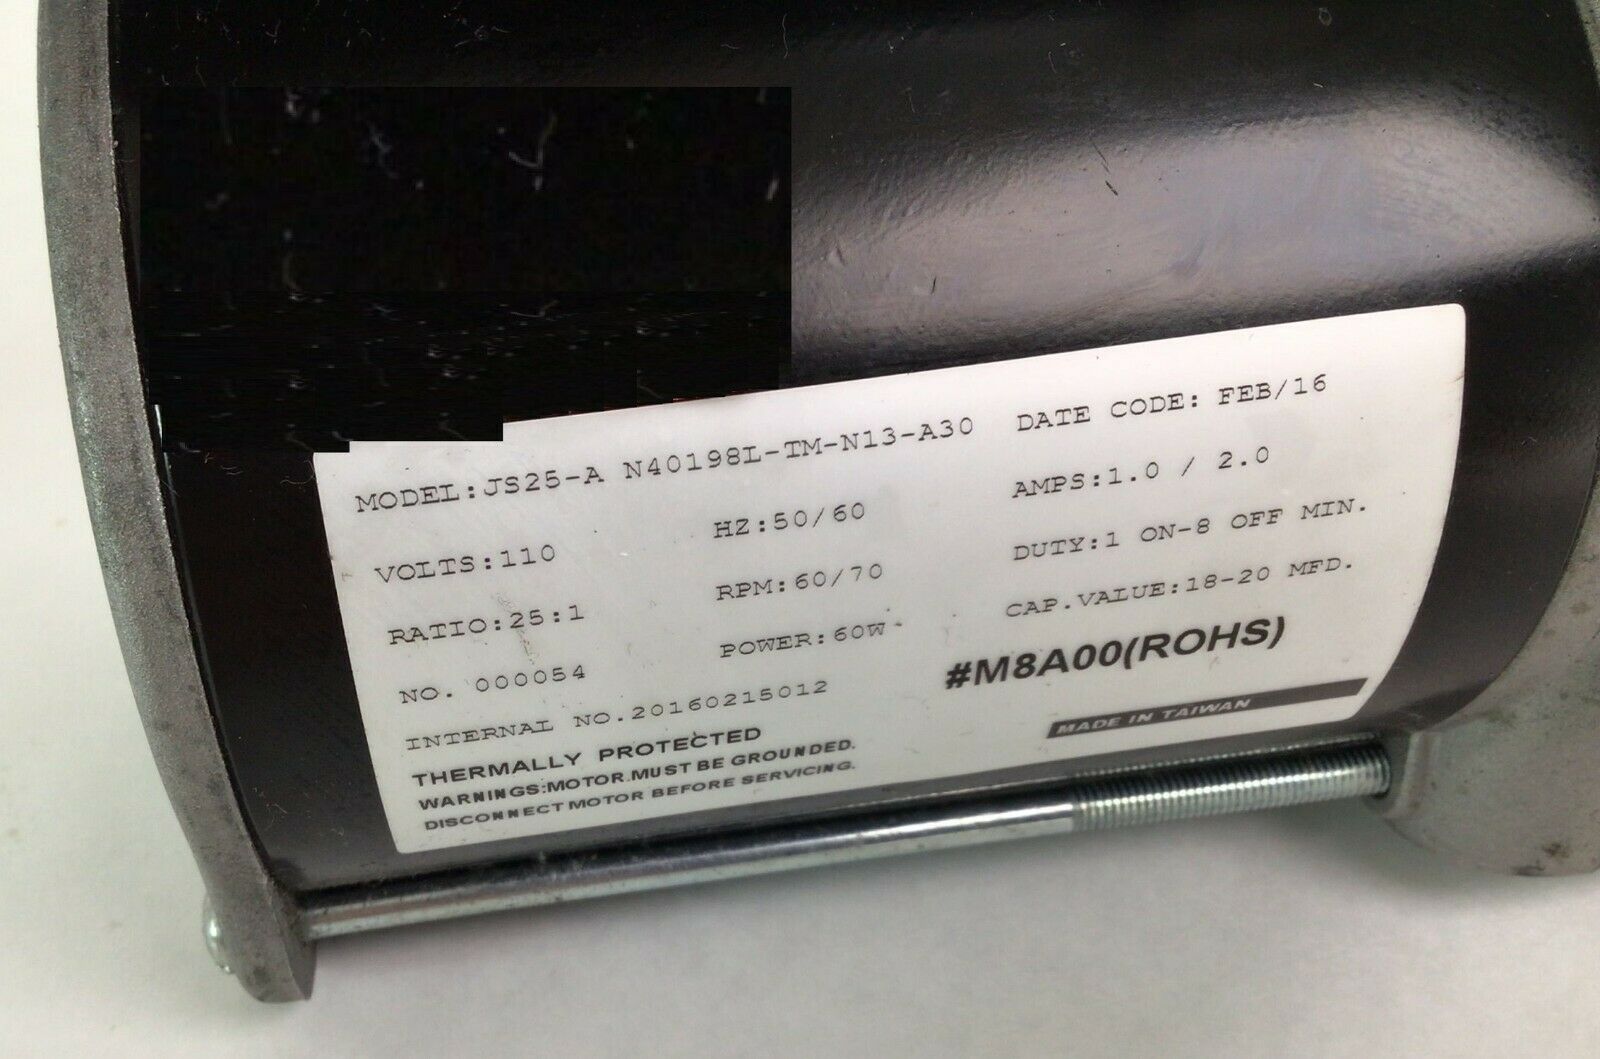 MODEL:JS25-A N40198L-TM-N13-A30 DATE CODE: FEB/16
VOLTS:110 HZ:50/60 AMPS:1.0 / 2.0
RATIO:25:1 RPM:60/70 DUTY:1 ON-8 OFF MIN.
NO. 000054 POWER:60W CAP.VALUE:18-20 MFD.
INTERNAL NO.20160215012 #M8A00(ROHS)
THERMALLY PROTECTED MADE IN TAIWAN
WARNINGS:MOTOR.MUST BE GROUNDED.
DISCONNECT MOTOR BEFORE SERVICING.